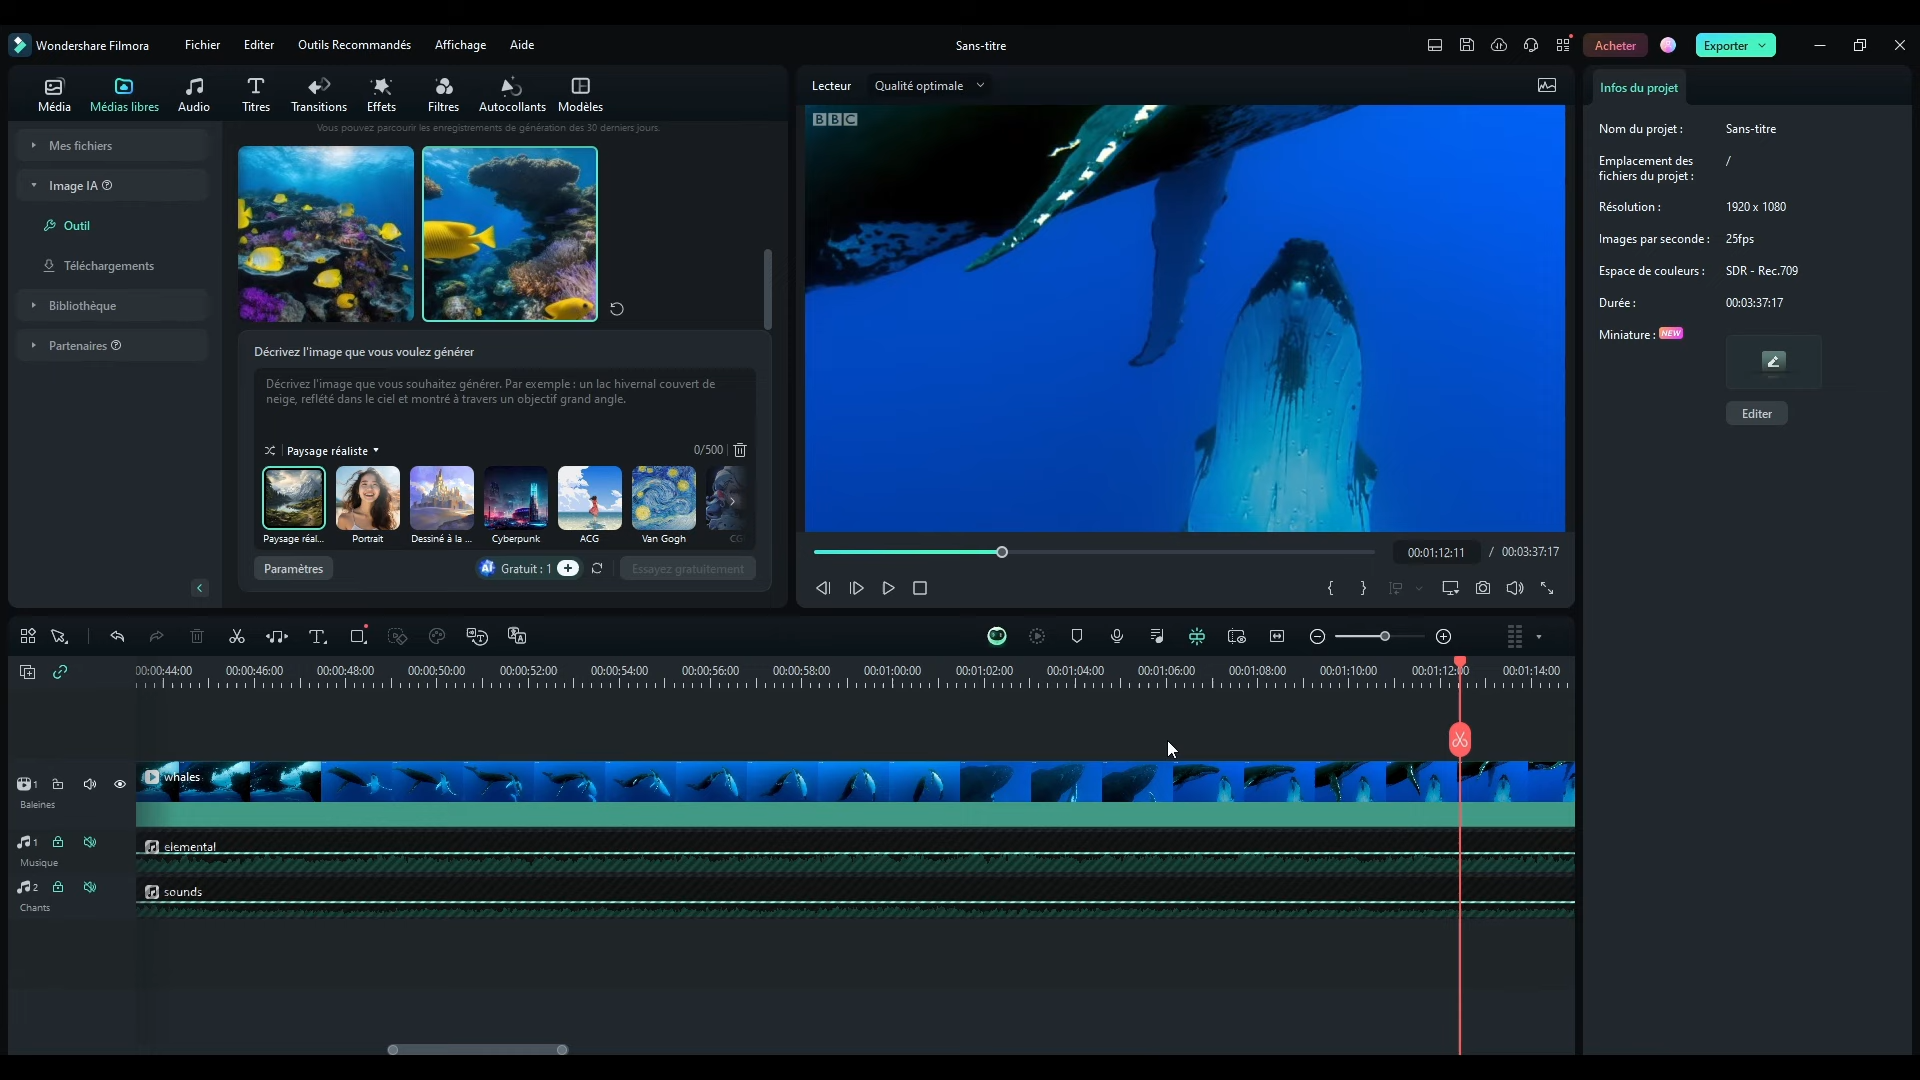 Wondershare Filmora
Fichier
Editer
Outils Recommandés
Affichage
Aide
Sans-titre
Acheter
Exporter
Média
Médias libres
Audio
Titres
Transitions
Effets
Filtres
Autocollants
Modèles
Mes fichiers
Image IA
Outil
Téléchargements
Bibliothèque
Partenaires
Vous pouvez parcourir les enregistrements de génération des 30 derniers jours.
Décrivez l'image que vous voulez générer
Décrivez l'image que vous souhaitez générer. Par exemple : un lac hivernal couvert de
neige, reflété dans le ciel et montré à travers un objectif grand angle.
Paysage réaliste
0/500
Paysage réal...
Portrait
Dessiné à la ...
Cyberpunk
ACG
Van Gogh
CG
Paramètres
AI
Gratuit : 1
Essayez gratuitement
Lecteur
Qualité optimale
BBC
00:01:12:11 / 00:03:37:17
Infos du projet
Nom du projet : Sans-titre
Emplacement des /
fichiers du projet :
Résolution : 1920 x 1080
Images par seconde : 25fps
Espace de couleurs : SDR - Rec.709
Durée : 00:03:37:17
Miniature : NEW
Editer
00:00:44:00 00:00:46:00 00:00:48:00 00:00:50:00 00:00:52:00 00:00:54:00 00:00:56:00 00:00:58:00 00:01:00:00 00:01:02:00 00:01:04:00 00:01:06:00 00:01:08:00 00:01:10:00 00:01:12:00 00:01:14:00
whales
1
Baleines
elemental
1
Musique
sounds
2
Chants